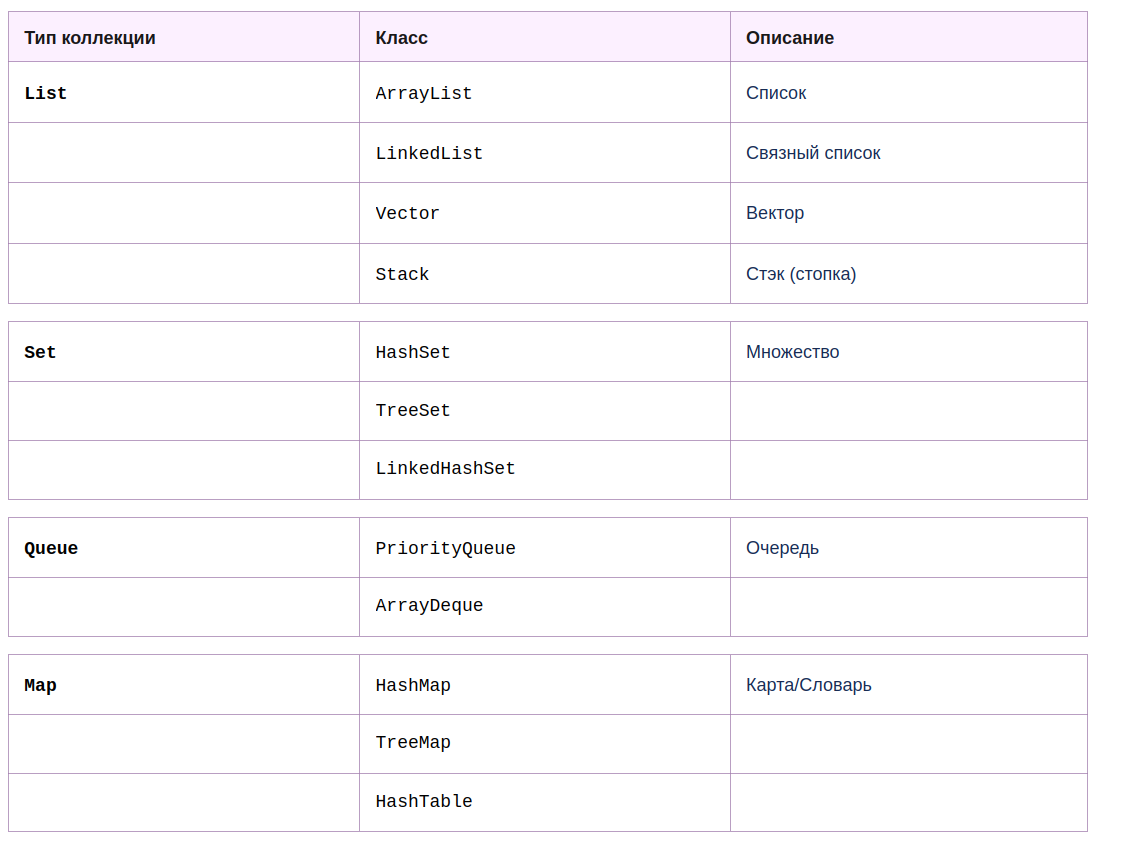 Тип коллекции Класс Описание
List ArrayList Список
LinkedList Связный список
Vector Вектор
Stack Стэк (стопка)
Set HashSet Множество
TreeSet
LinkedHashSet
Queue PriorityQueue Очередь
ArrayDeque
Map HashMap Карта/Словарь
TreeMap
HashTable